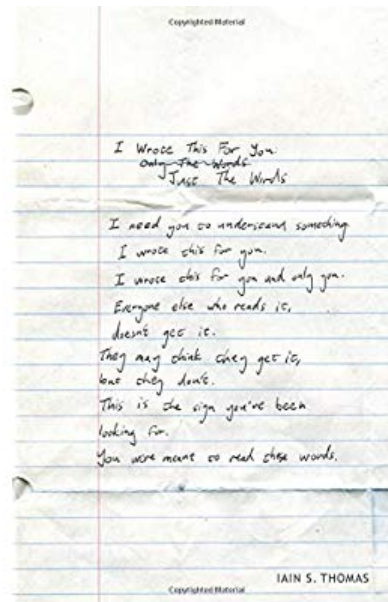 Copyrighted Material
I Wrote This For You.
Only The Words
Just The Words
I need you to understand something.
I wrote this for you.
I wrote this for you and only you.
Everyone else who reads it,
doesn't get it.
They may think they get it,
but they don't.
This is the sign you've been
looking for.
You were meant to read these words.
IAIN S. THOMAS
Copyrighted Material